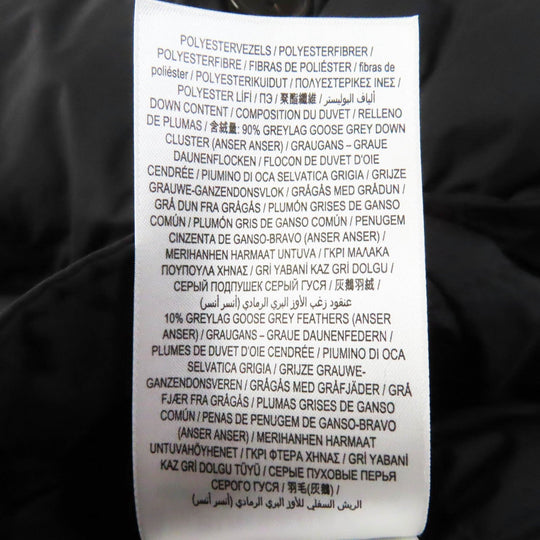 POLYESTERVEZELS / POLYESTERFIBRER /
POLYESTERFIBRE / FIBRAS DE POLIÉSTER / fibras de
poliéster / POLYESTERIKUIDUT / ΠΟΛΥΕΣΤΕΡΙΚΕΣ ΙΝΕΣ /
POLYESTER LİFİ / ПЭ / 聚酯纖維 / ألياف البوليستر /
DOWN CONTENT / COMPOSITION DU DUVET / RELLENO
DE PLUMAS / 含絨量: 90% GREYLAG GOOSE GREY DOWN
CLUSTER (ANSER ANSER) / GRAUGANS – GRAUE
DAUNENFLOCKEN / FLOCON DE DUVET D'OIE
CENDRÉE / PIUMINO DI OCA SELVATICA GRIGIA / GRIJZE
GRAUWE-GANZENDONSVLOK / GRÅGÅS MED GRÅDUN /
GRÅ DUN FRA GRÅGÅS / PLUMÓN GRISES DE GANSO
COMÚN / PLUMÓN GRIS DE GANSO COMÚN / PENUGEM
CINZENTA DE GANSO-BRAVO (ANSER ANSER) /
MERIHANHEN HARMAAT UNTUVA / ΓΚΡΙ ΜΑΛΑΚΑ
ΠΟΥΠΟΥΛΑ ΧΗΝΑΣ / GRİ YABANİ KAZ GRİ DOLGU /
СЕРЫЙ ПОДПУШЕК СЕРЫЙ ГУСЯ / 灰鵝羽絨 /
عنقود زغب الأوز البري الرمادي (أنسر أنسر) /
10% GREYLAG GOOSE GREY FEATHERS (ANSER
ANSER) / GRAUGANS – GRAUE DAUNENFEDERN /
PLUMES DE DUVET D'OIE CENDRÉE / PIUMINO DI OCA
SELVATICA GRIGIA / GRIJZE GRAUWE-
GANZENDONSVEREN / GRÅGÅS MED GRÅFJÄDER / GRÅ
FJÆR FRA GRÅGÅS / PLUMAS GRISES DE GANSO
COMÚN / PENAS DE PENUGEM DE GANSO-BRAVO
(ANSER ANSER) / MERIHANHEN HARMAAT
UNTUVAHÖYHENET / ΓΚΡΙ ΦΤΕΡΑ ΧΗΝΑΣ / GRİ YABANİ
KAZ GRİ DOLGU TÜYÜ / СЕРЫЕ ПУХОВЫЕ ПЕРЬЯ
СЕРОГО ГУСЯ / 羽毛(灰鵝) /
الريش السفلي للأوز البري الرمادي (أنسر أنسر) /